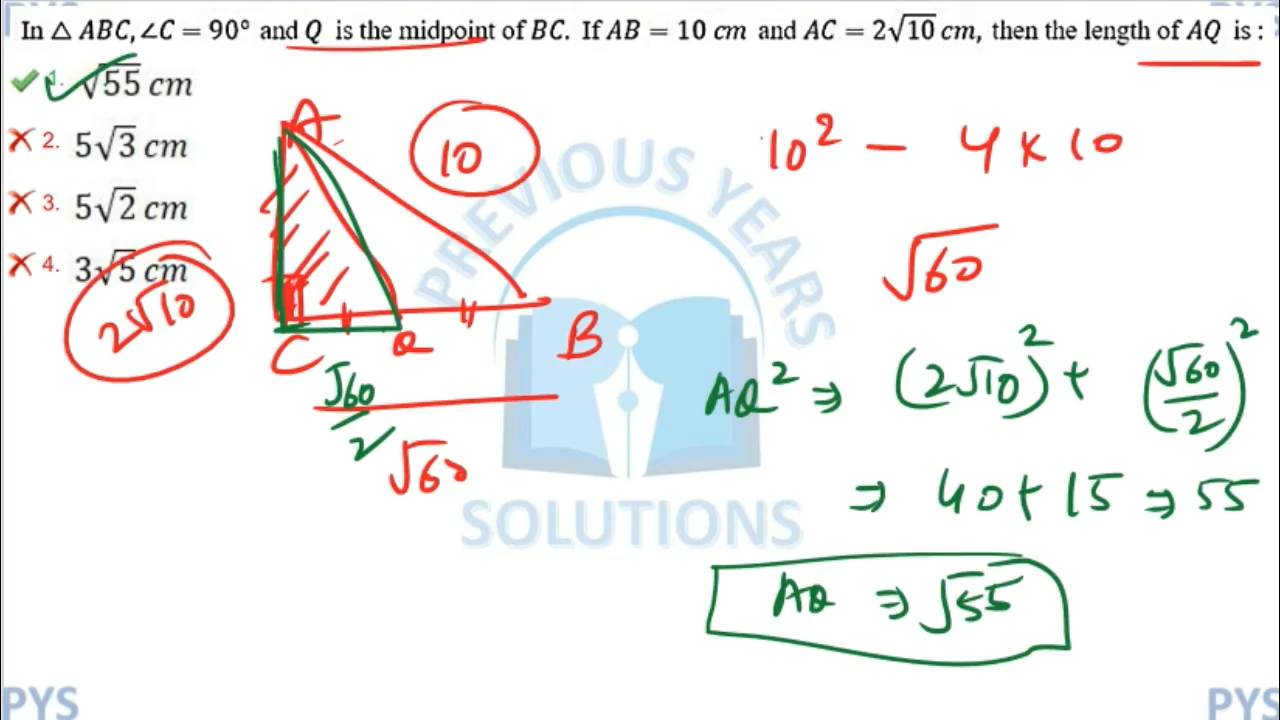 In △ ABC, ∠C = 90° and Q is the midpoint of BC. If AB = 10 cm and AC = 2√10 cm, then the length of AQ is :
1. √55 cm
2. 5√3 cm
3. 5√2 cm
4. 3√5 cm
A
10
2√10
C
Q
B
√60/2
√60
10² − 4 × 10
√60
AQ² ⇒ (2√10)² + (√60/2)²
⇒ 40 + 15 ⇒ 55
AQ ⇒ √55
PREVIOUS YEARS
SOLUTIONS
PYS
PYS